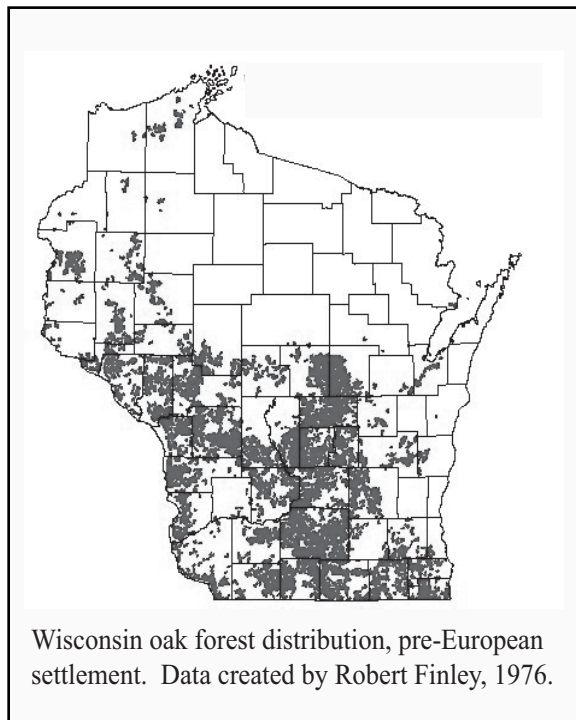 Wisconsin oak forest distribution, pre-European
settlement.  Data created by Robert Finley, 1976.